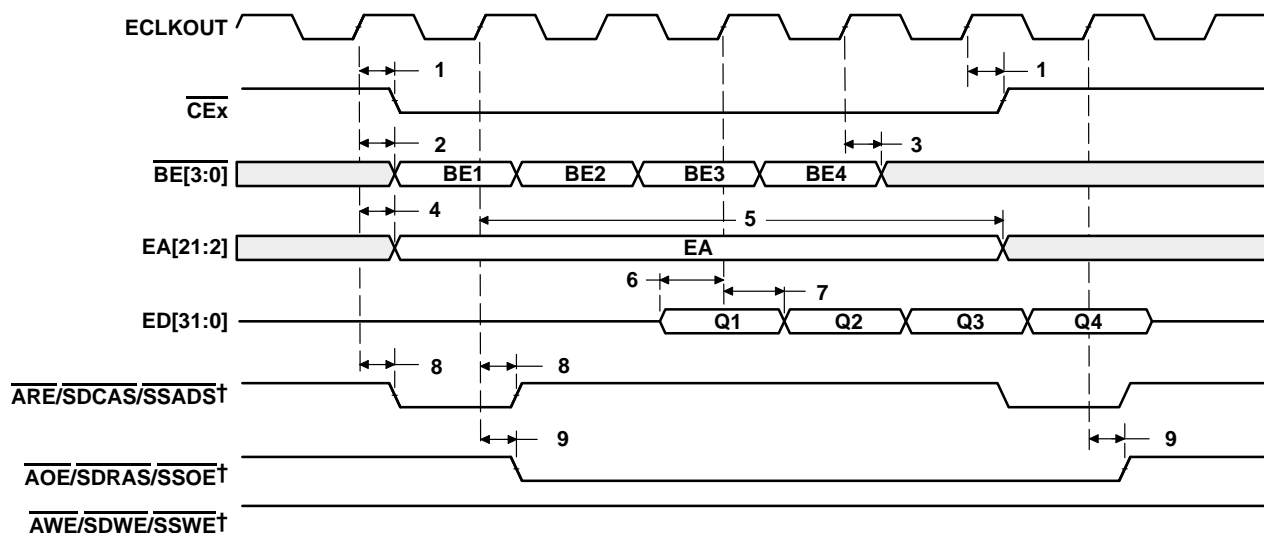 ECLKOUT
1
1
CEx
2
3
BE[3:0]
BE1
BE2
BE3
BE4
4
5
EA[21:2]
EA
6
7
ED[31:0]
Q1
Q2
Q3
Q4
8
8
ARE/SDCAS/SSADS†
9
9
AOE/SDRAS/SSOE†
AWE/SDWE/SSWE†